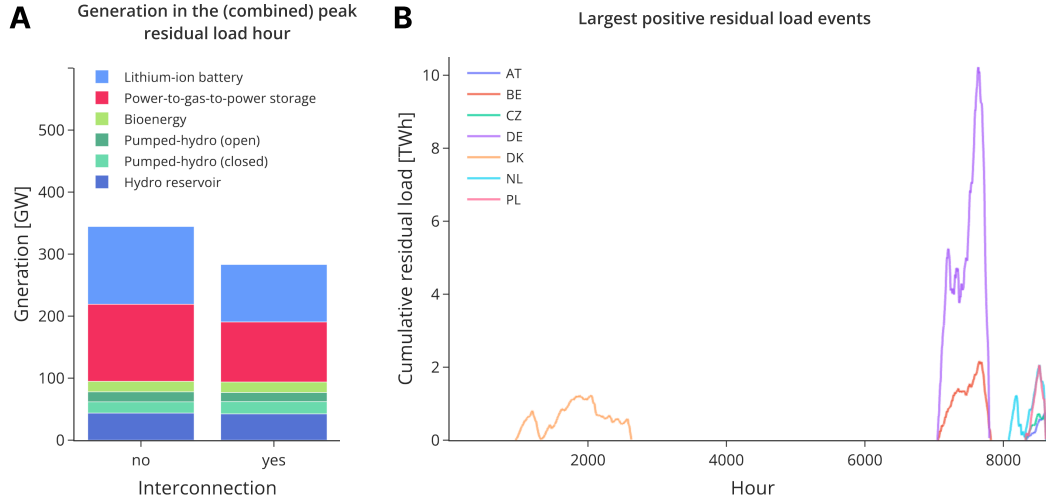 A
Generation in the (combined) peak
residual load hour
Lithium-ion battery
Power-to-gas-to-power storage
Bioenergy
Pumped-hydro (open)
Pumped-hydro (closed)
Hydro reservoir
Gneration [GW]
500
400
300
200
100
0
no
yes
Interconnection
B
Largest positive residual load events
AT
BE
CZ
DE
DK
NL
PL
Cumulative residual load [TWh]
10
8
6
4
2
0
2000
4000
6000
8000
Hour